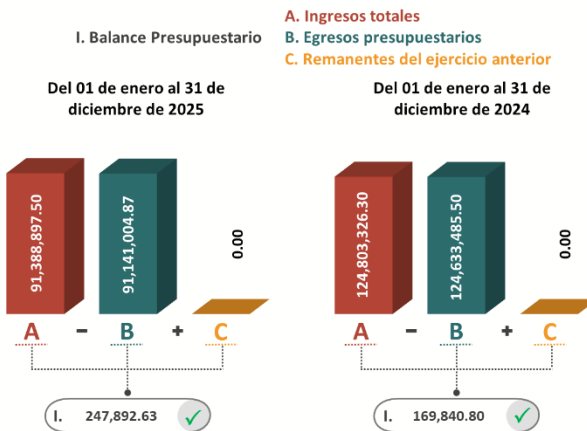 I. Balance Presupuestario
A. Ingresos totales
B. Egresos presupuestarios
C. Remanentes del ejercicio anterior
Del 01 de enero al 31 de
diciembre de 2025
91,388,897.50
91,141,004.87
0.00
A – B + C
I. 247,892.63
Del 01 de enero al 31 de
diciembre de 2024
124,803,326.30
124,633,485.50
0.00
A – B + C
I. 169,840.80